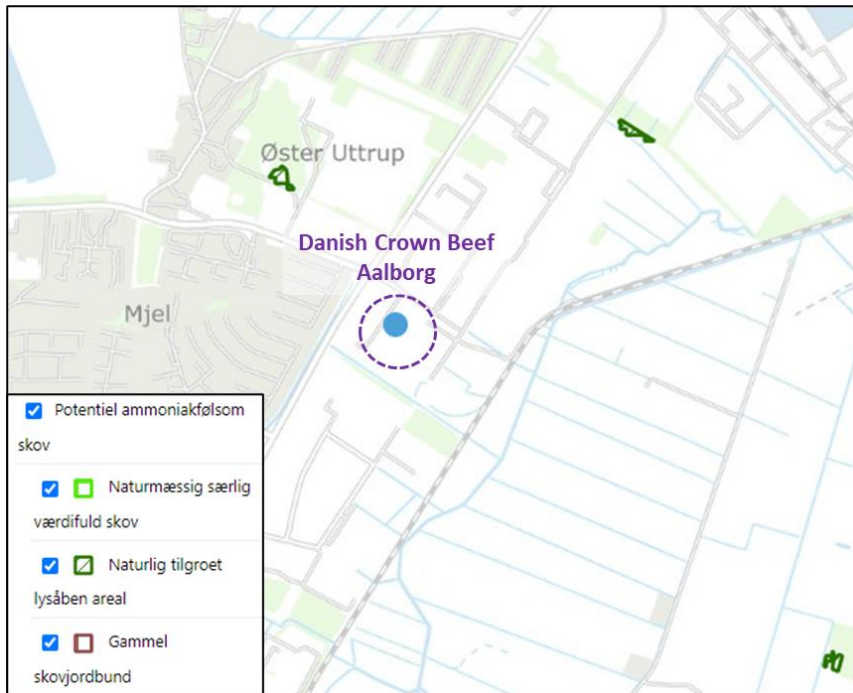 Øster Uttrup
Danish Crown Beef
Aalborg
Mjel
Potentiel ammoniakfølsom
skov
Naturmæssig særlig
værdifuld skov
Naturlig tilgroet
lysåben areal
Gammel
skovjordbund